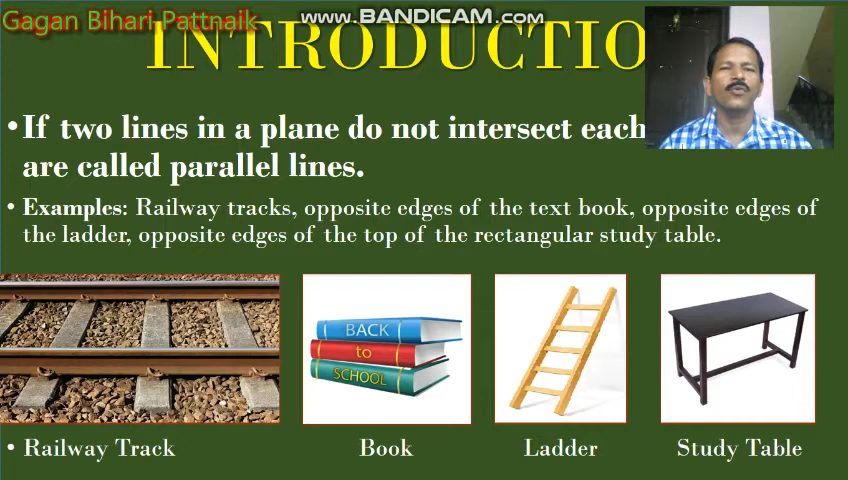 Gagan Bihari Pattnaik
www.BANDICAM.com
INTRODUCTIO
• If two lines in a plane do not intersect each
are called parallel lines.
• Examples: Railway tracks, opposite edges of the text book, opposite edges of
the ladder, opposite edges of the top of the rectangular study table.
BACK
to
SCHOOL
• Railway Track Book Ladder Study Table